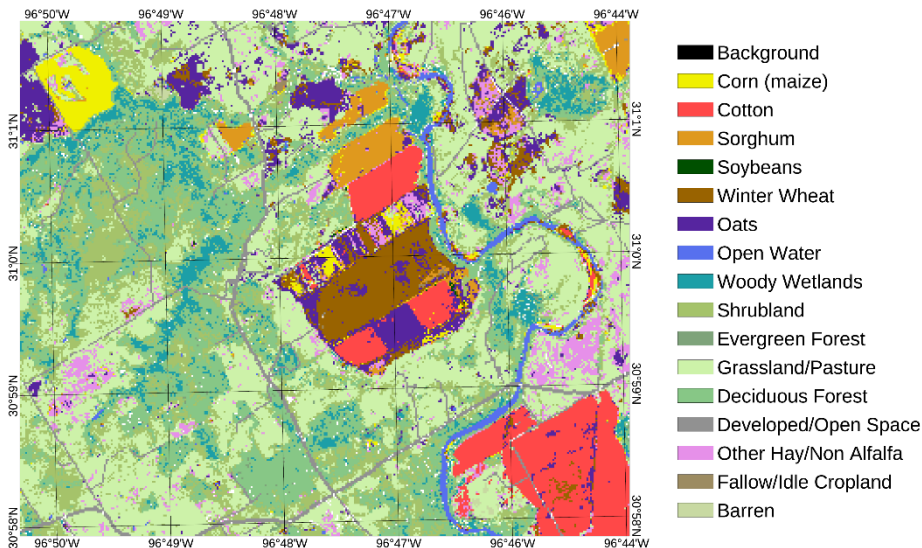 96°50'W 96°49'W 96°48'W 96°47'W 96°46'W 96°44'W
31°1'N 31°1'N
31°0'N 31°0'N
30°59'N 30°59'N
30°58'N 30°58'N
96°50'W 96°49'W 96°48'W 96°47'W 96°46'W 96°44'W
Background
Corn (maize)
Cotton
Sorghum
Soybeans
Winter Wheat
Oats
Open Water
Woody Wetlands
Shrubland
Evergreen Forest
Grassland/Pasture
Deciduous Forest
Developed/Open Space
Other Hay/Non Alfalfa
Fallow/Idle Cropland
Barren